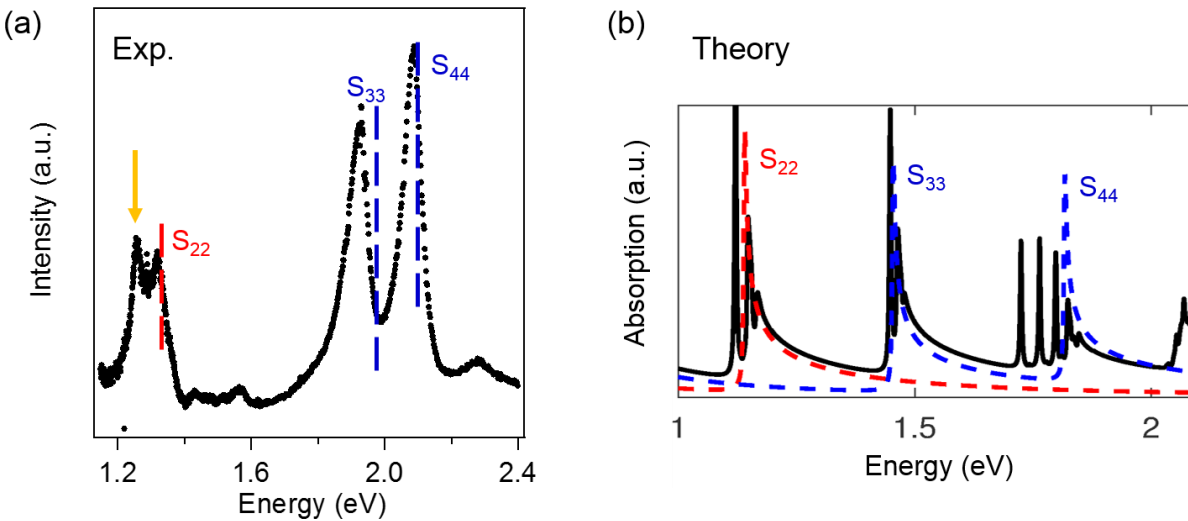 (a)
Exp.
S33
S44
S22
Intensity (a.u.)
1.2
1.6
2.0
2.4
Energy (eV)
(b)
Theory
S22
S33
S44
Absorption (a.u.)
1
1.5
2
Energy (eV)